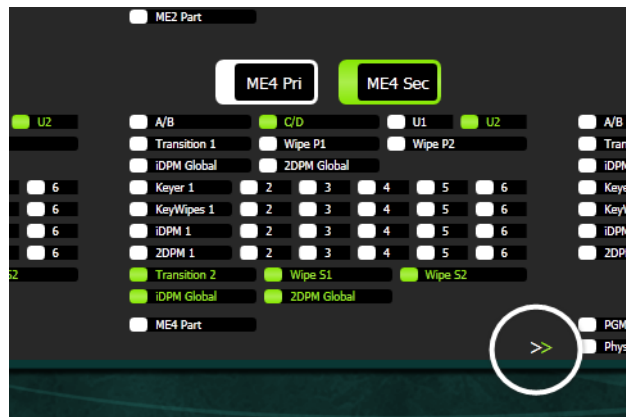 ME2 Part
ME4 Pri ME4 Sec
U2 A/B C/D U1 U2 A/B
Transition 1 Wipe P1 Wipe P2
iDPM Global 2DPM Global
6 Keyer 1 2 3 4 5 6
6 KeyWipes 1 2 3 4 5 6
6 iDPM 1 2 3 4 5 6
6 2DPM 1 2 3 4 5 6
S2 Transition 2 Wipe S1 Wipe S2
iDPM Global 2DPM Global
ME4 Part PGM
>> Phys